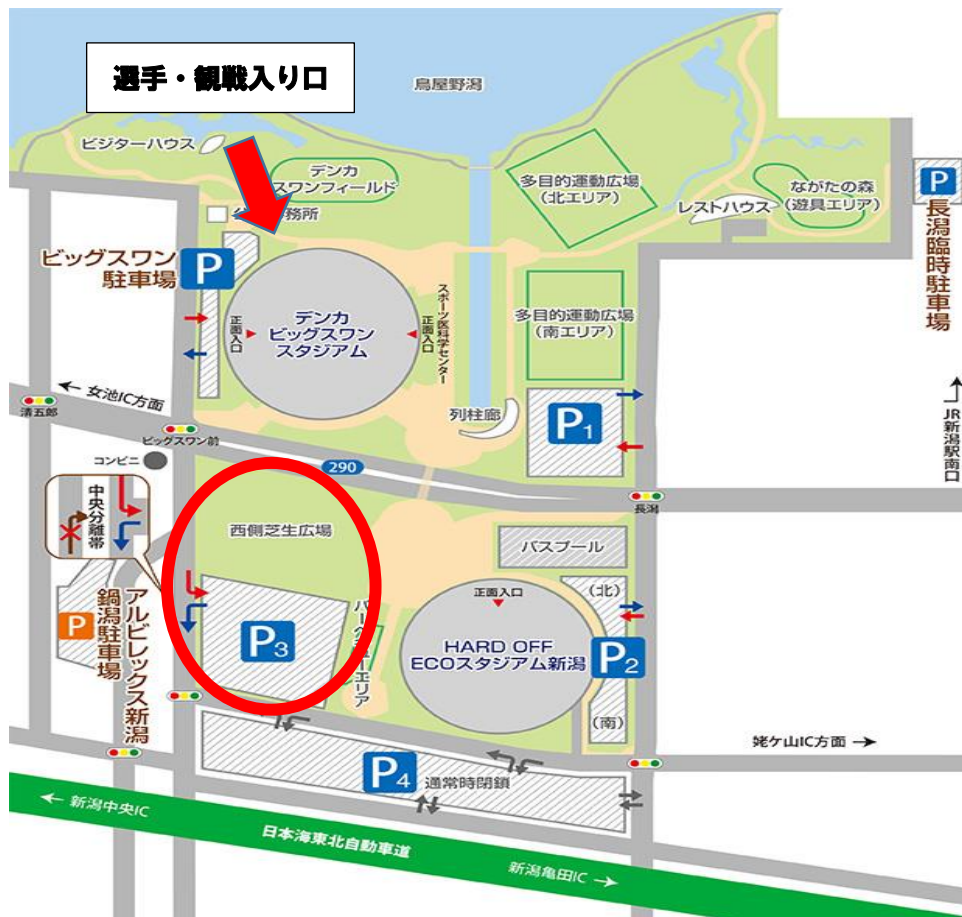 選手・観戦入り口
鳥屋野潟
ビジターハウス
デンカ
スワンフィールド
務所
多目的運動広場
(北エリア)
レストハウス
ながたの森
(遊具エリア)
P
長潟臨時駐車場
ビッグスワン
駐車場
P
正面入口
デンカ
ビッグスワン
スタジアム
正面入口
スポーツ医科学センター
多目的運動広場
(南エリア)
← 女池IC方面
清五郎
ビッグスワン前
列柱廊
P1
JR新潟駅南口
コンビニ
290
長潟
中央分離帯
西側芝生広場
バスプール
P
アルビレックス新潟
鍋潟駐車場
P3
正面入口
HARD OFF
ECOスタジアム新潟
(北)
P2
(南)
姥ケ山IC方面 →
P4
通常時閉鎖
← 新潟中央IC
日本海東北自動車道
新潟亀田IC →